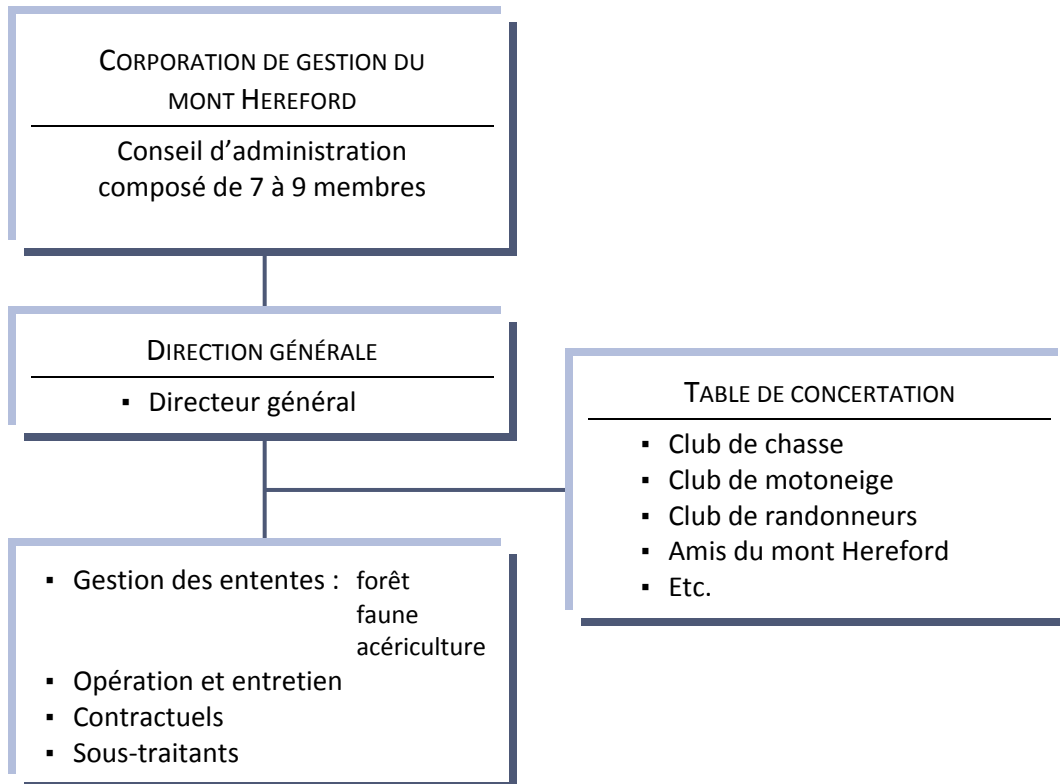 CORPORATION DE GESTION DU
MONT HEREFORD
Conseil d’administration
composé de 7 à 9 membres
DIRECTION GÉNÉRALE
▪ Directeur général
TABLE DE CONCERTATION
▪ Club de chasse
▪ Club de motoneige
▪ Club de randonneurs
▪ Amis du mont Hereford
▪ Etc.
▪ Gestion des ententes : forêt
faune
acériculture
▪ Opération et entretien
▪ Contractuels
▪ Sous-traitants